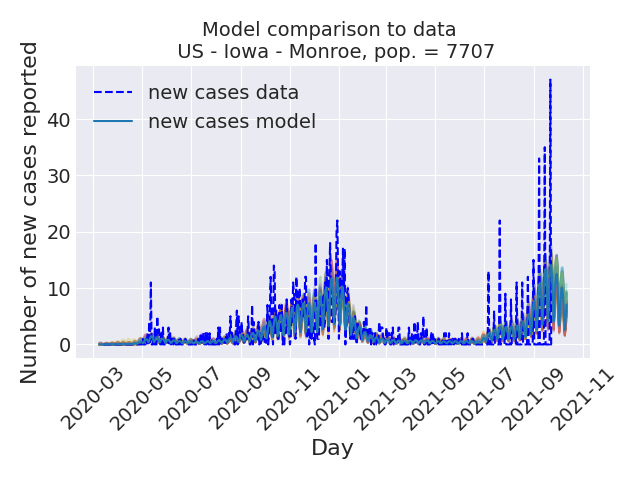 Model comparison to data
US - Iowa - Monroe, pop. = 7707
Number of new cases reported
40
30
20
10
0
new cases data
new cases model
2020-03
2020-05
2020-07
2020-09
2020-11
2021-01
2021-03
2021-05
2021-07
2021-09
2021-11
Day